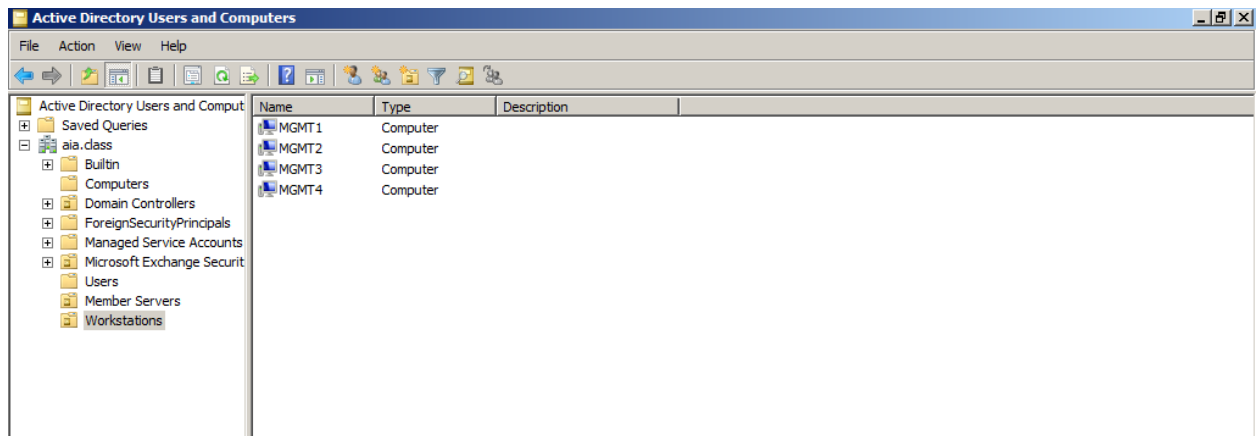 Active Directory Users and Computers
File Action View Help
Active Directory Users and Comput
Saved Queries
aia.class
Builtin
Computers
Domain Controllers
ForeignSecurityPrincipals
Managed Service Accounts
Microsoft Exchange Securit
Users
Member Servers
Workstations
Name Type Description
MGMT1 Computer
MGMT2 Computer
MGMT3 Computer
MGMT4 Computer